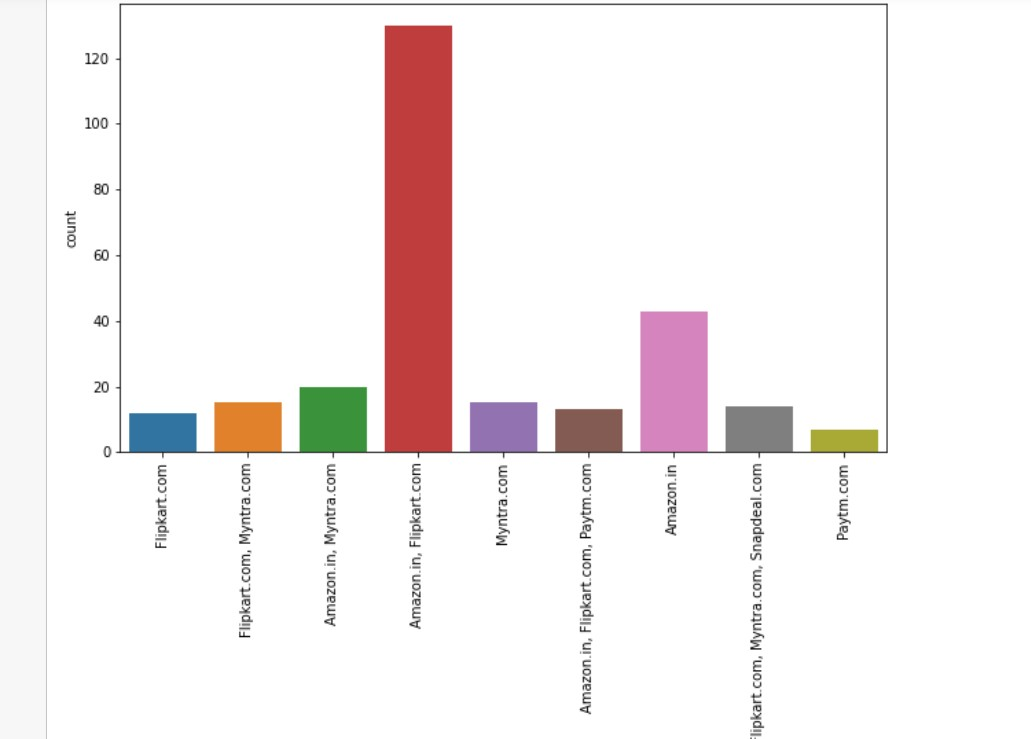 120
100
80
60
40
20
0
count
Flipkart.com
Flipkart.com, Myntra.com
Amazon.in, Myntra.com
Amazon.in, Flipkart.com
Myntra.com
Amazon.in, Flipkart.com, Paytm.com
Amazon.in
Myntra.com, Snapdeal.com
Paytm.com